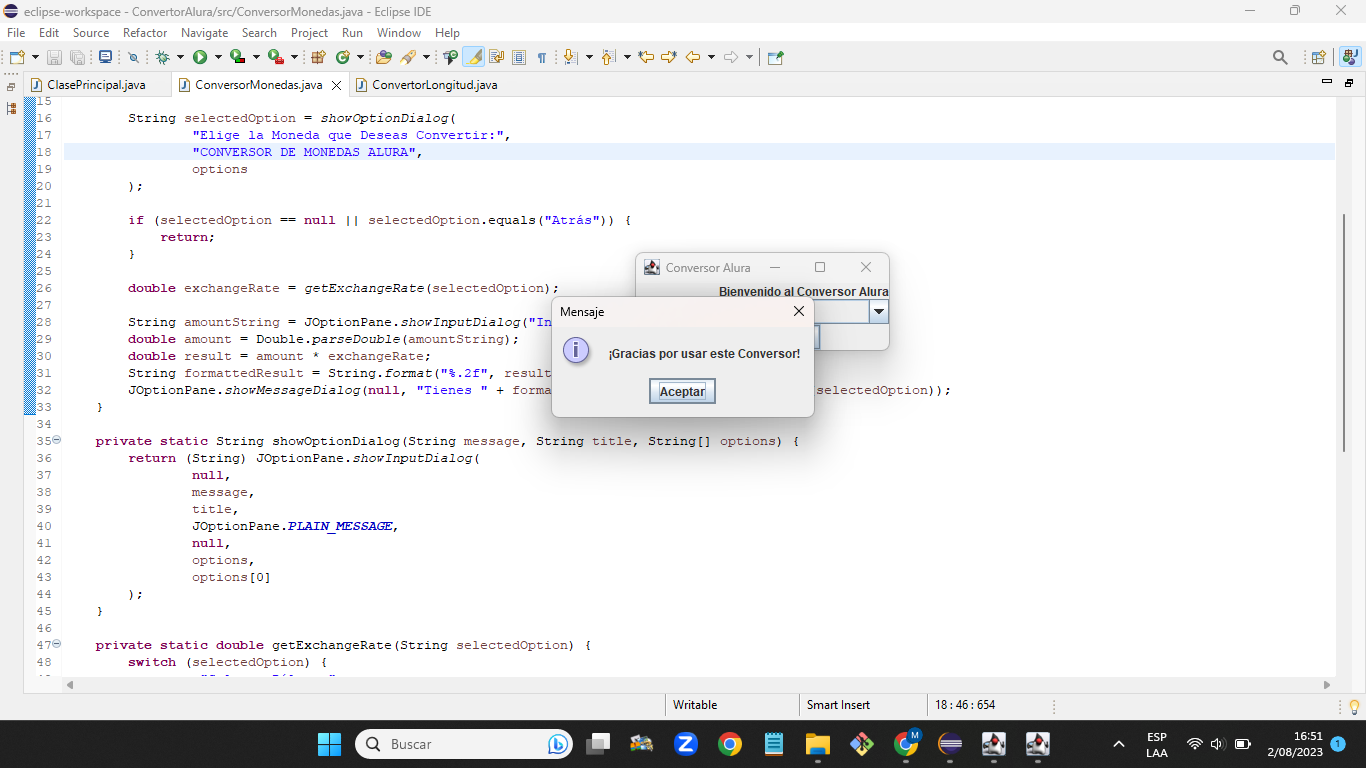 eclipse-workspace - ConvertorAlura/src/ConversorMonedas.java - Eclipse IDE
File Edit Source Refactor Navigate Search Project Run Window Help
ClasePrincipal.java ConversorMonedas.java ConvertorLongitud.java
15
16 String selectedOption = showOptionDialog(
17 "Elige la Moneda que Deseas Convertir:",
18 "CONVERSOR DE MONEDAS ALURA",
19 options
20 );
21
22 if (selectedOption == null || selectedOption.equals("Atrás")) {
23 return;
24 }
25
26 double exchangeRate = getExchangeRate(selectedOption);
27
28 String amountString = JOptionPane.showInputDialog("In
29 double amount = Double.parseDouble(amountString);
30 double result = amount * exchangeRate;
31 String formattedResult = String.format("%.2f", result
32 JOptionPane.showMessageDialog(null, "Tienes " + forma selectedOption));
33 }
34
35 private static String showOptionDialog(String message, String title, String[] options) {
36 return (String) JOptionPane.showInputDialog(
37 null,
38 message,
39 title,
40 JOptionPane.PLAIN_MESSAGE,
41 null,
42 options,
43 options[0]
44 );
45 }
46
47 private static double getExchangeRate(String selectedOption) {
48 switch (selectedOption) {
Conversor Alura
Bienvenido al Conversor Alura
Mensaje
¡Gracias por usar este Conversor!
Aceptar
Writable Smart Insert 18 : 46 : 654
Buscar
M
ESP
LAA
16:51
2/08/2023
1